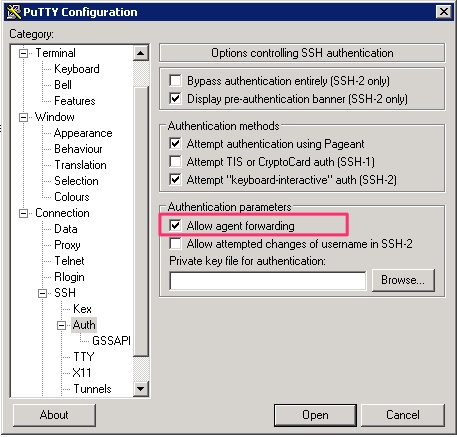 PuTTY Configuration
Category:
Terminal
Keyboard
Bell
Features
Window
Appearance
Behaviour
Translation
Selection
Colours
Connection
Data
Proxy
Telnet
Rlogin
SSH
Kex
Auth
GSSAPI
TTY
X11
Tunnels
Options controlling SSH authentication
Bypass authentication entirely (SSH-2 only)
Display pre-authentication banner (SSH-2 only)
Authentication methods
Attempt authentication using Pageant
Attempt TIS or CryptoCard auth (SSH-1)
Attempt "keyboard-interactive" auth (SSH-2)
Authentication parameters
Allow agent forwarding
Allow attempted changes of username in SSH-2
Private key file for authentication:
Browse...
About
Open
Cancel